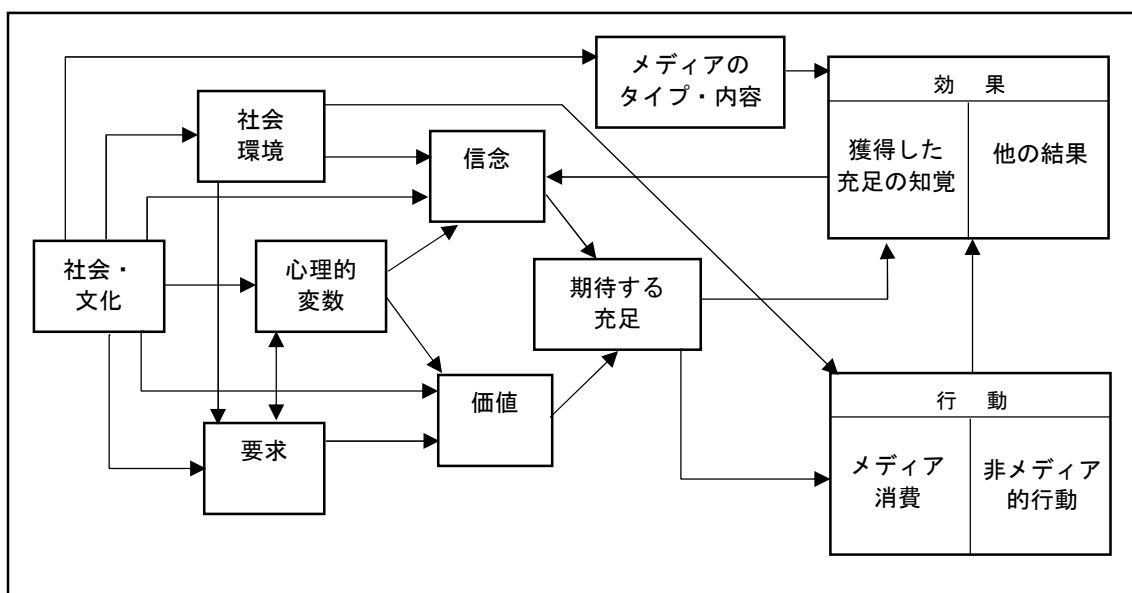 メディアの
タイプ・内容
効 果
獲得した
充足の知覚
他の結果
社会
環境
信念
社会・
文化
心理的
変数
期待する
充足
価値
要求
行 動
メディア
消費
非メディア
的行動